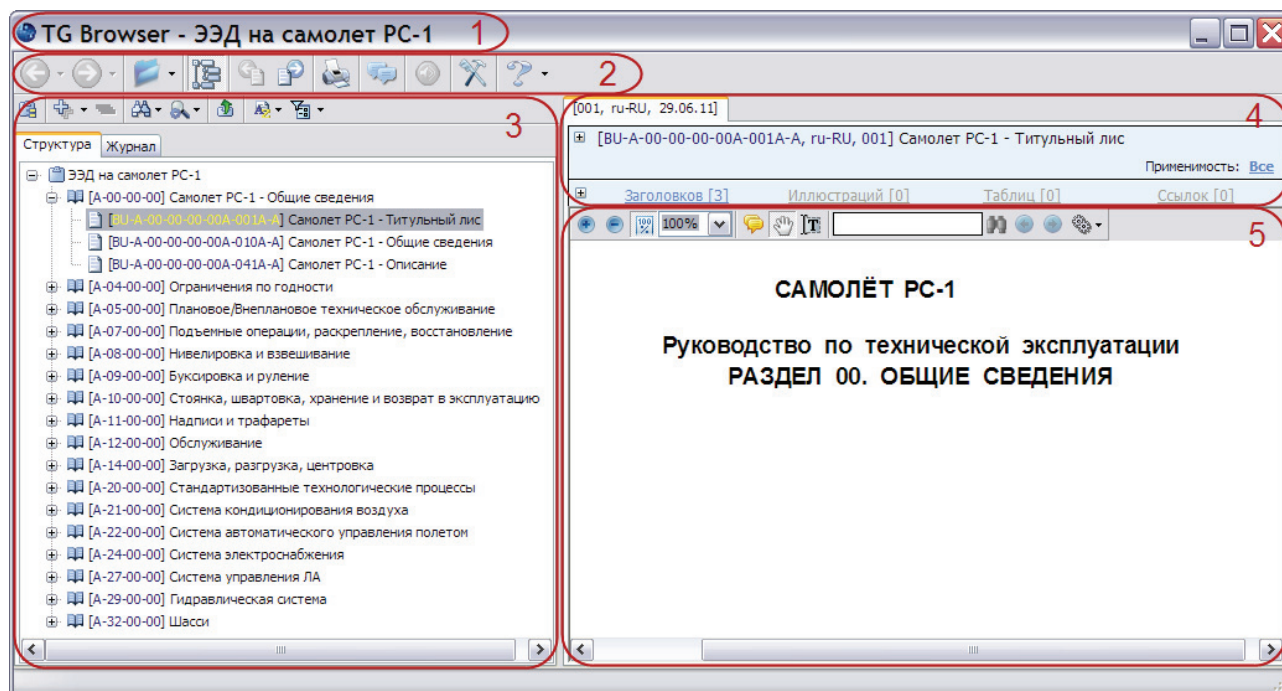 TG Browser - ЭЭД на самолет РС-1
1
2
3
Структура Журнал
ЭЭД на самолет РС-1
[A-00-00-00] Самолет РС-1 - Общие сведения
[BU-A-00-00-00-00A-001A-A] Самолет РС-1 - Титульный лис
[BU-A-00-00-00-00A-010A-A] Самолет РС-1 - Общие сведения
[BU-A-00-00-00-00A-041A-A] Самолет РС-1 - Описание
[A-04-00-00] Ограничения по годности
[A-05-00-00] Плановое/Внеплановое техническое обслуживание
[A-07-00-00] Подъемные операции, раскрепление, восстановление
[A-08-00-00] Нивелировка и взвешивание
[A-09-00-00] Буксировка и руление
[A-10-00-00] Стоянка, швартовка, хранение и возврат в эксплуатацию
[A-11-00-00] Надписи и трафареты
[A-12-00-00] Обслуживание
[A-14-00-00] Загрузка, разгрузка, центровка
[A-20-00-00] Стандартизованные технологические процессы
[A-21-00-00] Система кондиционирования воздуха
[A-22-00-00] Система автоматического управления полетом
[A-24-00-00] Система электроснабжения
[A-27-00-00] Система управления ЛА
[A-29-00-00] Гидравлическая система
[A-32-00-00] Шасси
[001, ru-RU, 29.06.11]
4
[BU-A-00-00-00-00A-001A-A, ru-RU, 001] Самолет РС-1 - Титульный лис
Применимость: Все
Заголовков [3] Иллюстраций [0] Таблиц [0] Ссылок [0]
100%
5
САМОЛЁТ РС-1
Руководство по технической эксплуатации
РАЗДЕЛ 00. ОБЩИЕ СВЕДЕНИЯ